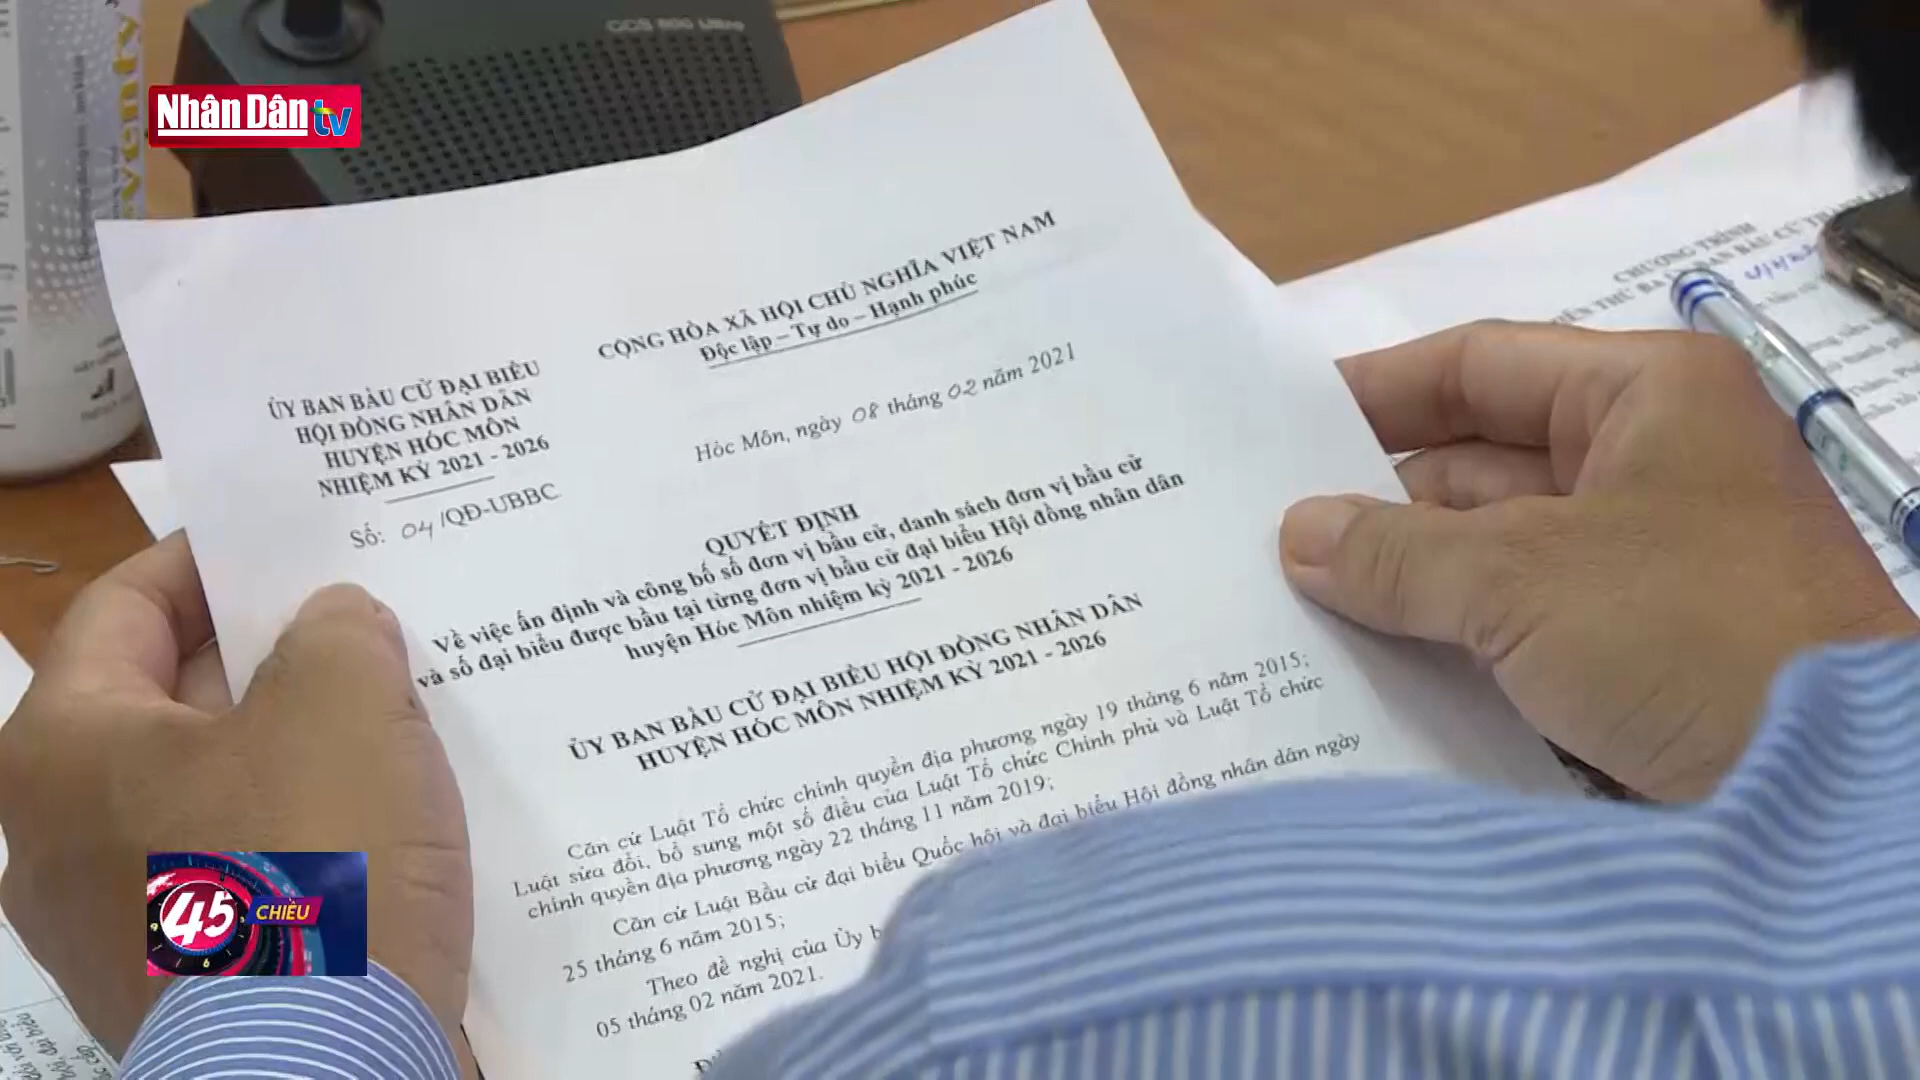 Nhân Dân tv
CCS 800 Ultro
CỘNG HÒA XÃ HỘI CHỦ NGHĨA VIỆT NAM
Độc lập – Tự do – Hạnh phúc
ỦY BAN BẦU CỬ ĐẠI BIỂU
HỘI ĐỒNG NHÂN DÂN
HUYỆN HÓC MÔN
NHIỆM KỲ 2021 - 2026
Số: 04/QĐ-UBBC
Hóc Môn, ngày 08 tháng 02 năm 2021
QUYẾT ĐỊNH
Về việc ấn định và công bố số đơn vị bầu cử, danh sách đơn vị bầu cử
và số đại biểu được bầu tại từng đơn vị bầu cử đại biểu Hội đồng nhân dân
huyện Hóc Môn nhiệm kỳ 2021 - 2026
ỦY BAN BẦU CỬ ĐẠI BIỂU HỘI ĐỒNG NHÂN DÂN
HUYỆN HÓC MÔN NHIỆM KỲ 2021 - 2026
Căn cứ Luật Tổ chức chính quyền địa phương ngày 19 tháng 6 năm 2015;
Luật sửa đổi, bổ sung một số điều của Luật Tổ chức Chính phủ và Luật Tổ chức
chính quyền địa phương ngày 22 tháng 11 năm 2019;
Căn cứ Luật Bầu cử đại biểu Quốc hội và đại biểu Hội đồng nhân dân ngày
25 tháng 6 năm 2015;
Theo đề nghị của Ủy
05 tháng 02 năm 2021.
CHƯƠNG TRÌNH
BAN BẦU CỬ
45 CHIỀU